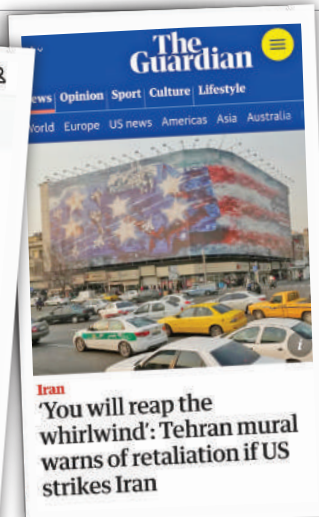 The
Guardian
ews Opinion Sport Culture Lifestyle
World Europe US news Americas Asia Australia
Iran
‘You will reap the
whirlwind’: Tehran mural
warns of retaliation if US
strikes Iran